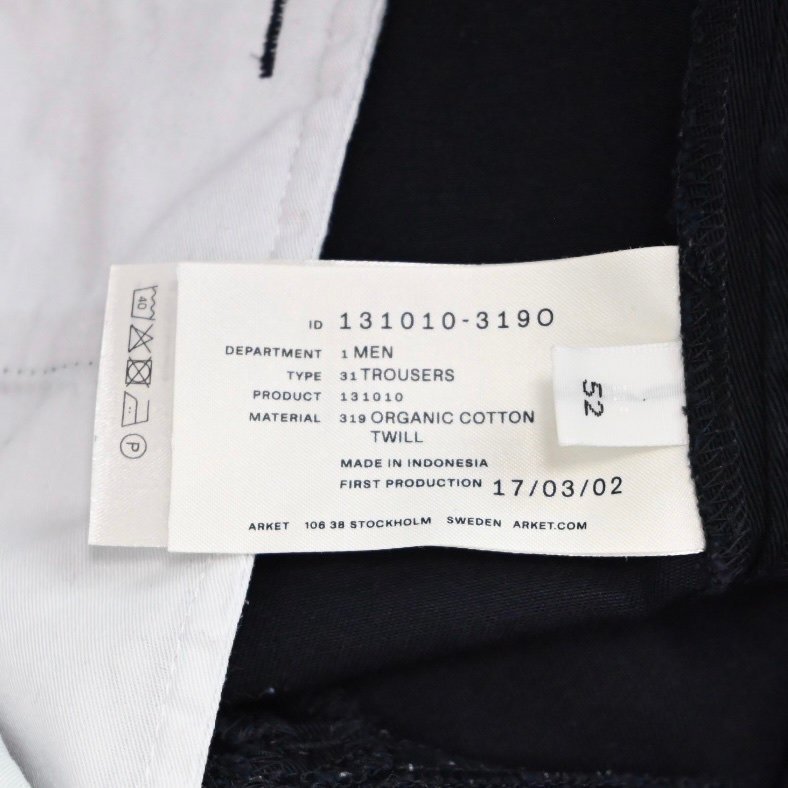 ID 131010-319O
DEPARTMENT 1 MEN
TYPE 31 TROUSERS
PRODUCT 131010
MATERIAL 319 ORGANIC COTTON
TWILL
MADE IN INDONESIA
FIRST PRODUCTION 17/03/02
ARKET 106 38 STOCKHOLM SWEDEN ARKET.COM
52
40
P